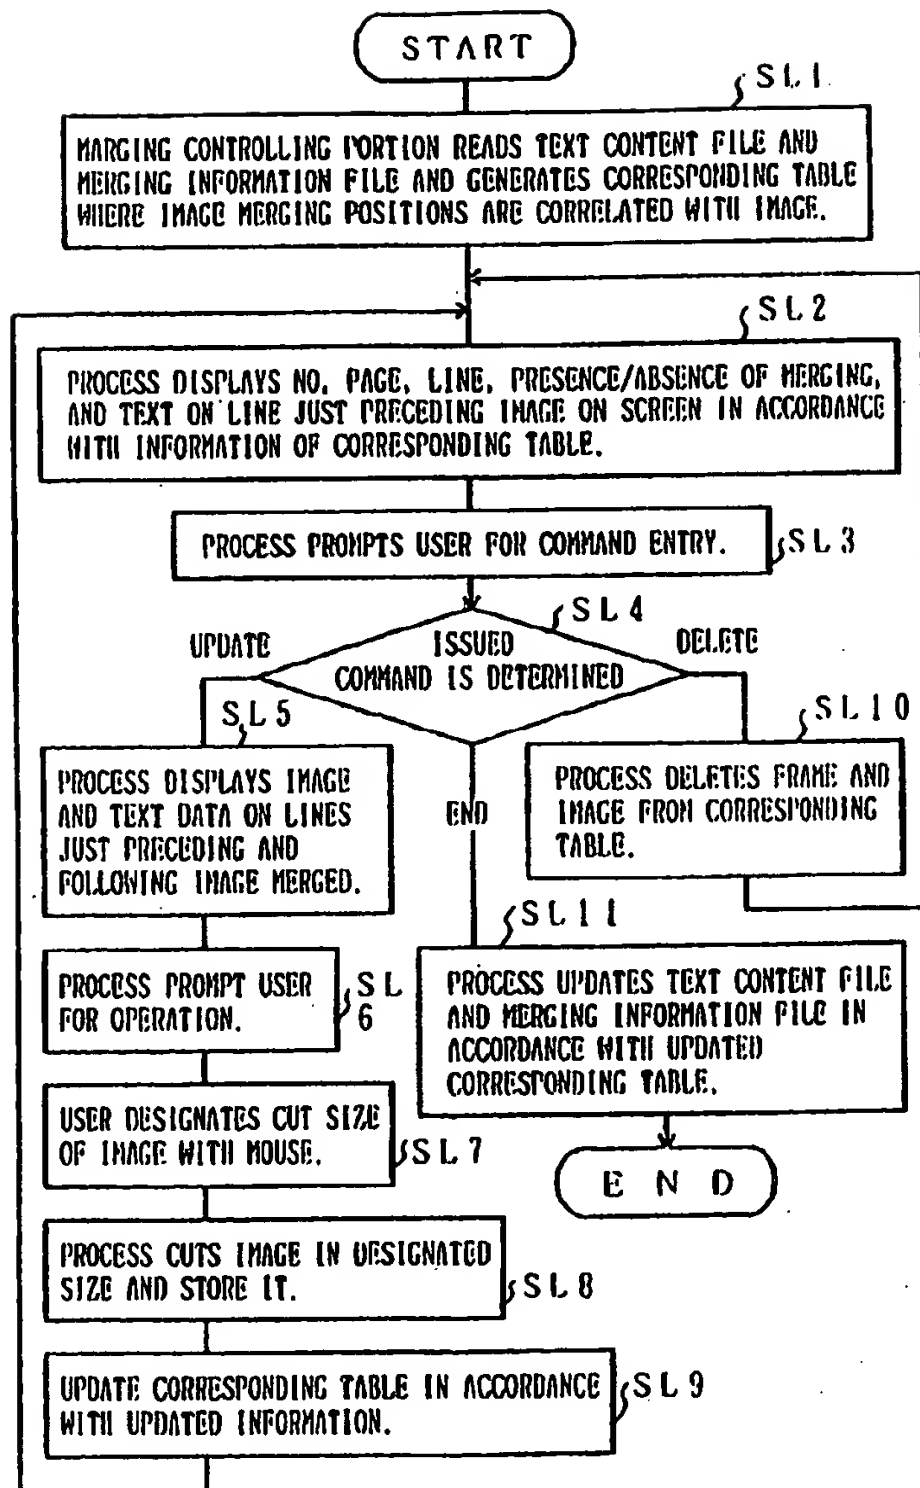 START
SL1
MARGING CONTROLLING PORTION READS TEXT CONTENT FILE AND
MERGING INFORMATION FILE AND GENERATES CORRESPONDING TABLE
WHERE IMAGE MERGING POSITIONS ARE CORRELATED WITH IMAGE.
SL2
PROCESS DISPLAYS NO. PAGE, LINE, PRESENCE/ABSENCE OF MERGING,
AND TEXT ON LINE JUST PRECEDING IMAGE ON SCREEN IN ACCORDANCE
WITH INFORMATION OF CORRESPONDING TABLE.
PROCESS PROMPTS USER FOR COMMAND ENTRY.
SL3
SL4
UPDATE
ISSUED
COMMAND IS DETERMINED
DELETE
SL5
PROCESS DISPLAYS IMAGE
AND TEXT DATA ON LINES
JUST PRECEDING AND
FOLLOWING IMAGE MERGED.
END
SL10
PROCESS DELETES FRAME AND
IMAGE FROM CORRESPONDING
TABLE.
SL11
PROCESS UPDATES TEXT CONTENT FILE
AND MERGING INFORMATION FILE IN
ACCORDANCE WITH UPDATED
CORRESPONDING TABLE.
END
PROCESS PROMPT USER
FOR OPERATION.
SL
6
USER DESIGNATES CUT SIZE
OF IMAGE WITH MOUSE.
SL7
PROCESS CUTS IMAGE IN DESIGNATED
SIZE AND STORE IT.
SL8
UPDATE CORRESPONDING TABLE IN ACCORDANCE
WITH UPDATED INFORMATION.
SL9